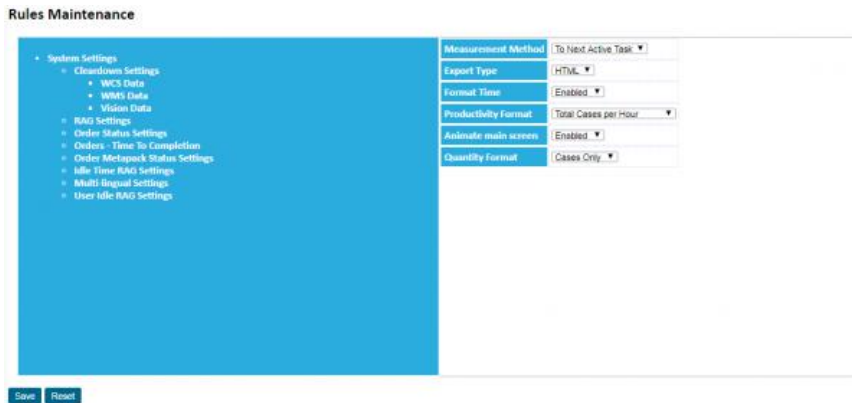 Rules Maintenance
System Settings
Cleardown Settings
WCS Data
WMS Data
Vision Data
RAG Settings
Order Status Settings
Orders - Time To Completion
Order Metapack Status Settings
Idle Time RAG Settings
Multi-lingual Settings
User Idle RAG Settings
Measurement Method To Next Active Task
Export Type HTML
Format Time Enabled
Productivity Format Total Cases per Hour
Animate main screen Enabled
Quantity Format Cases Only
Save Reset